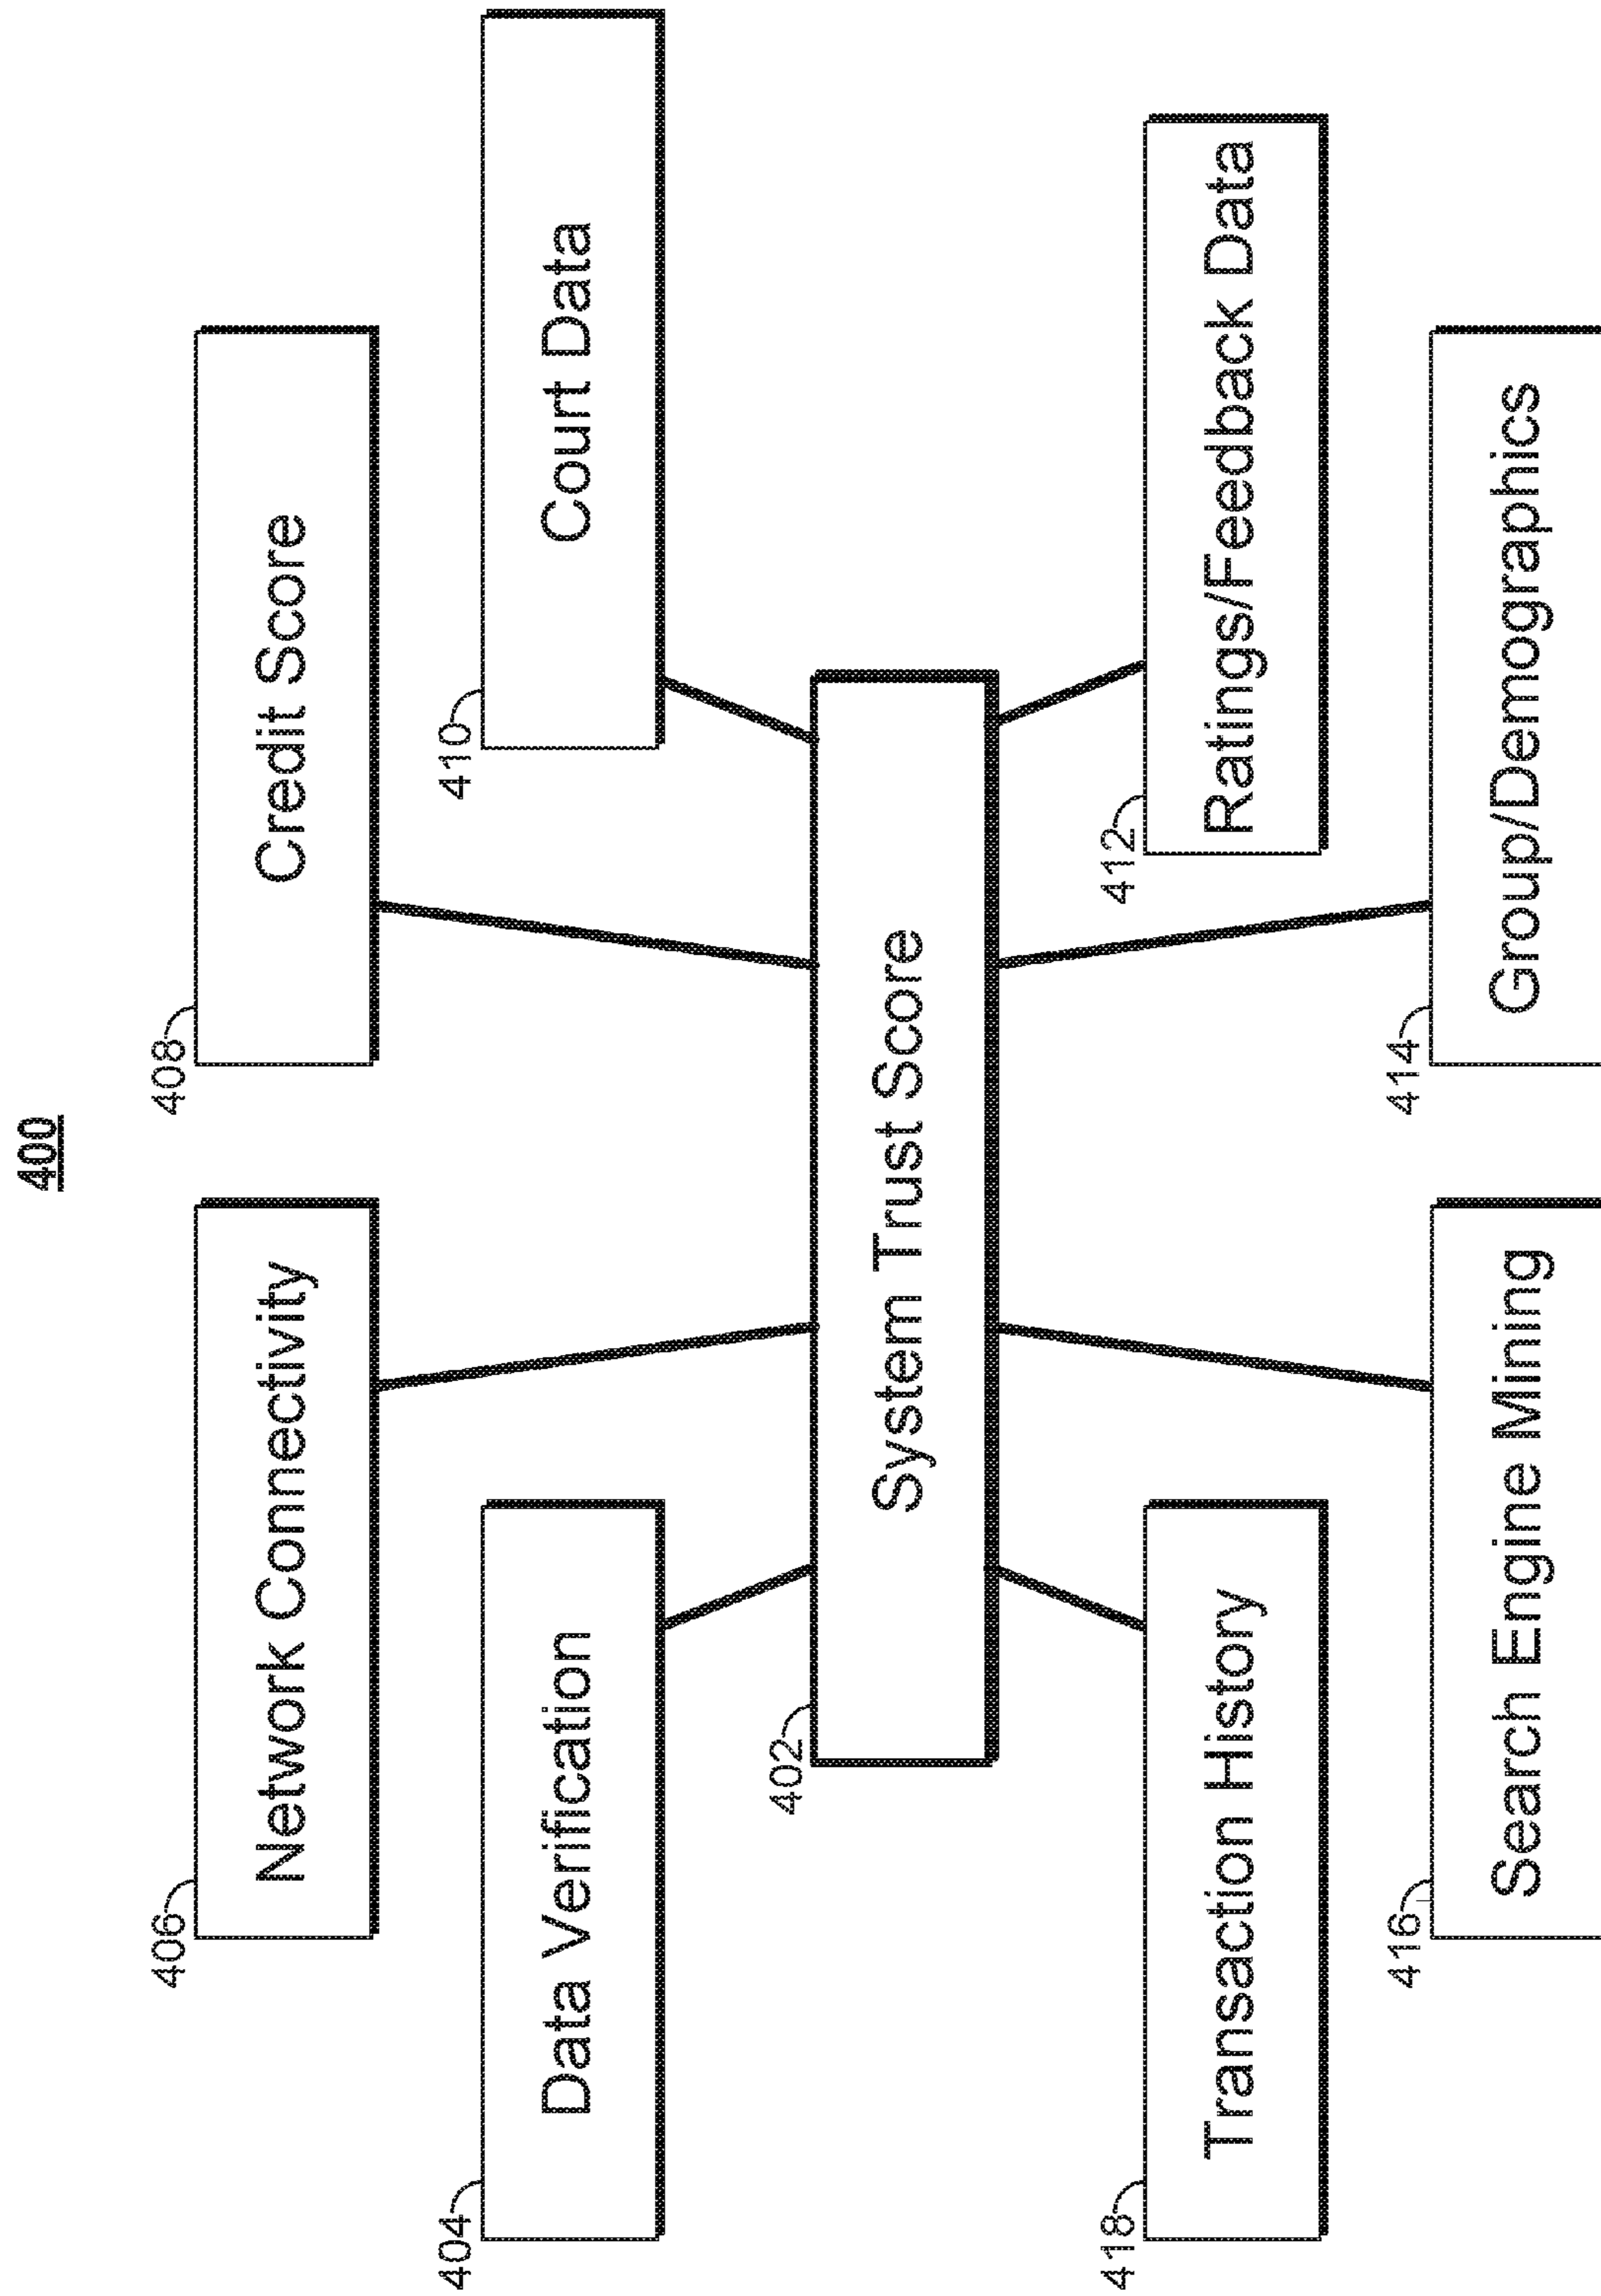 400
406
Network Connectivity
408
Credit Score
404
Data Verification
410
Court Data
402
System Trust Score
418
Transaction History
412
Ratings/Feedback Data
416
Search Engine Mining
414
Group/Demographics